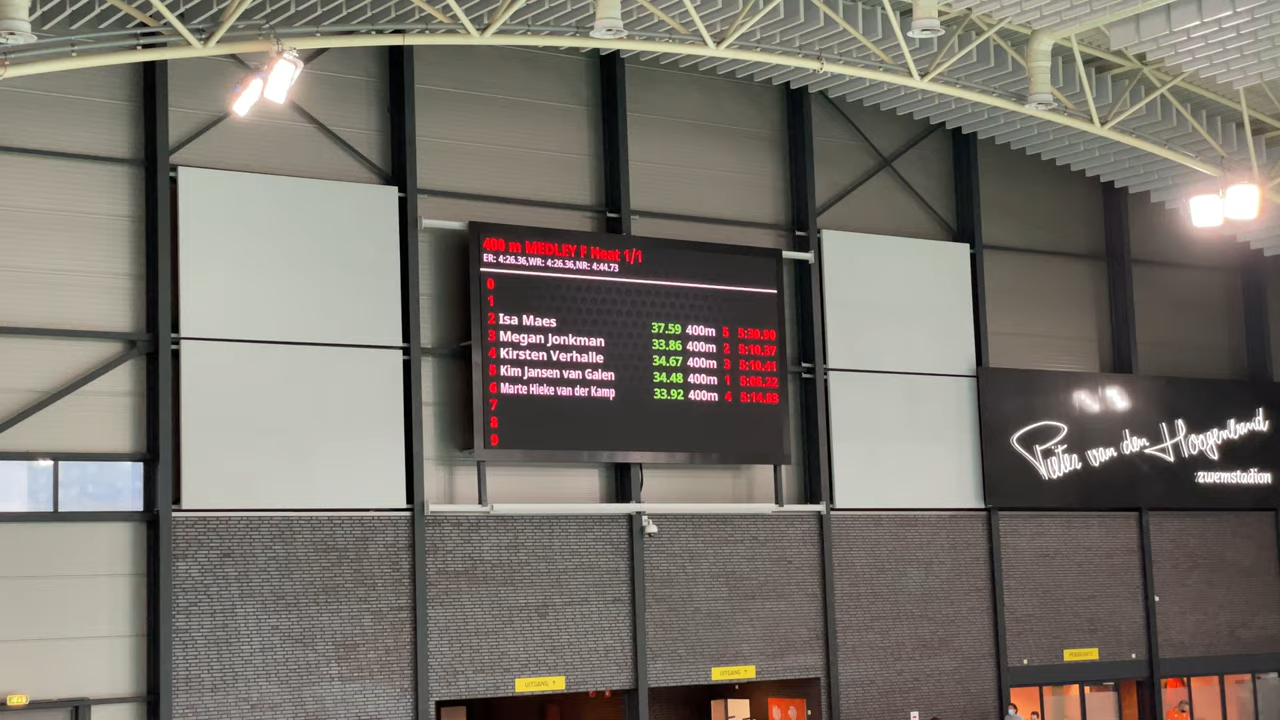 400 m MEDLEY F Heat 1/1
ER: 4:26.36,WR: 4:26.36,NR: 4:44.73
0
1
2 Isa Maes 37.59 400m 5 5:30.90
3 Megan Jonkman 33.86 400m 2 5:10.37
4 Kirsten Verhalle 34.67 400m 3 5:10.41
5 Kim Jansen van Galen 34.48 400m 1 5:08.22
6 Marte Hieke van der Kamp 33.92 400m 4 5:14.83
7
8
9
Pieter van den Hoogenband
zwemstadion
UITGANG
UITGANG